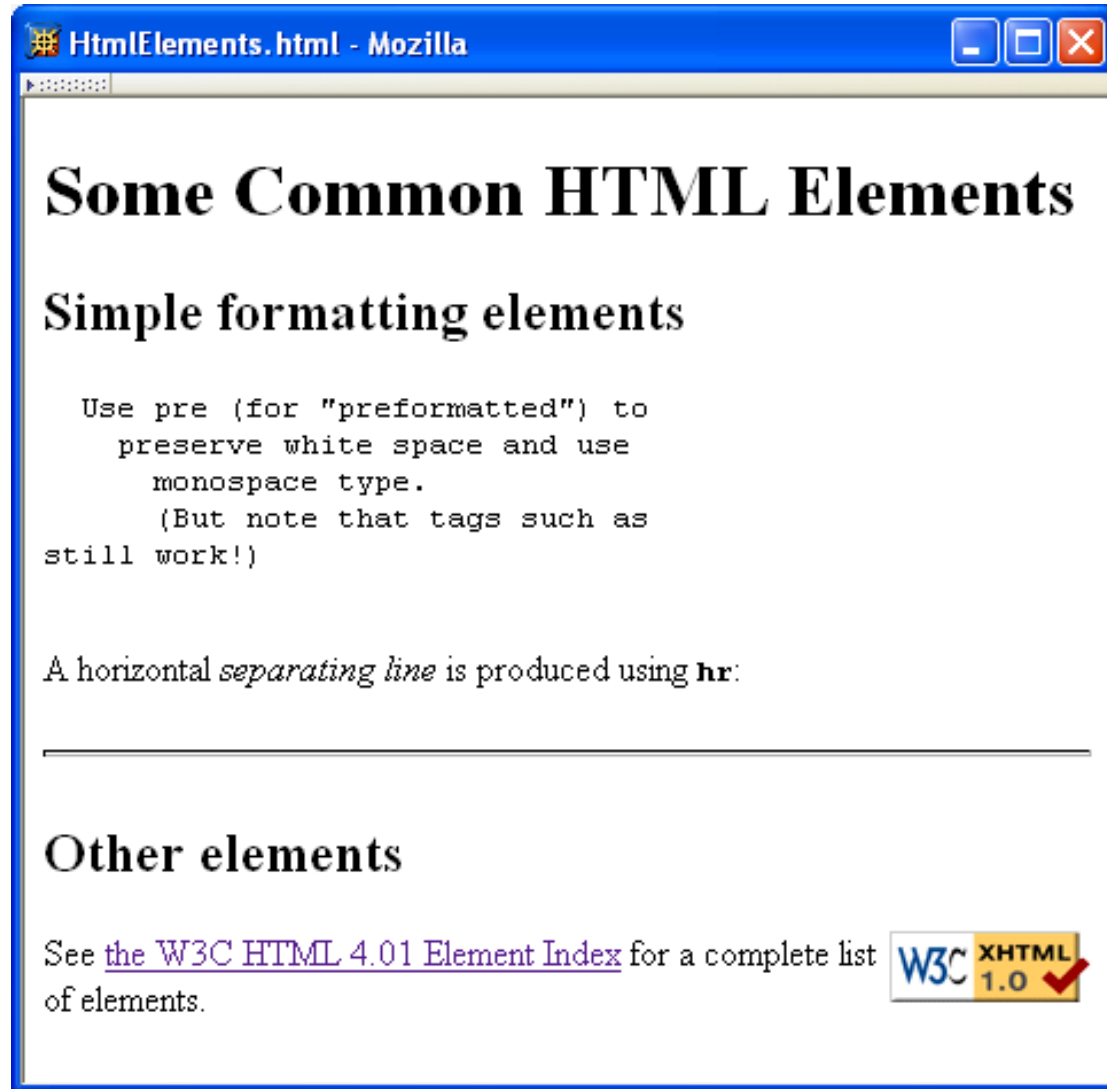 HtmlElements.html - Mozilla
Some Common HTML Elements
Simple formatting elements
  Use pre (for "preformatted") to
    preserve white space and use
      monospace type.
      (But note that tags such as
still work!)
A horizontal separating line is produced using hr:
Other elements
See the W3C HTML 4.01 Element Index for a complete list
of elements.
W3C XHTML
1.0